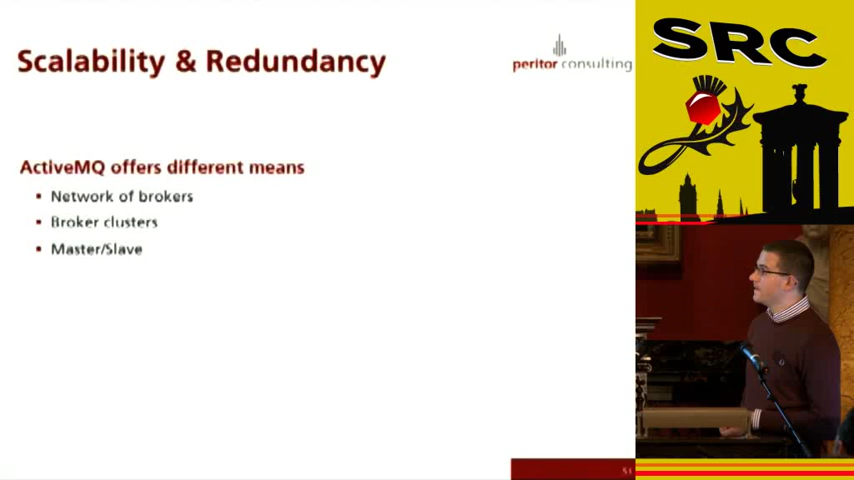 Scalability & Redundancy
peritor consulting
ActiveMQ offers different means
Network of brokers
Broker clusters
Master/Slave
SRC